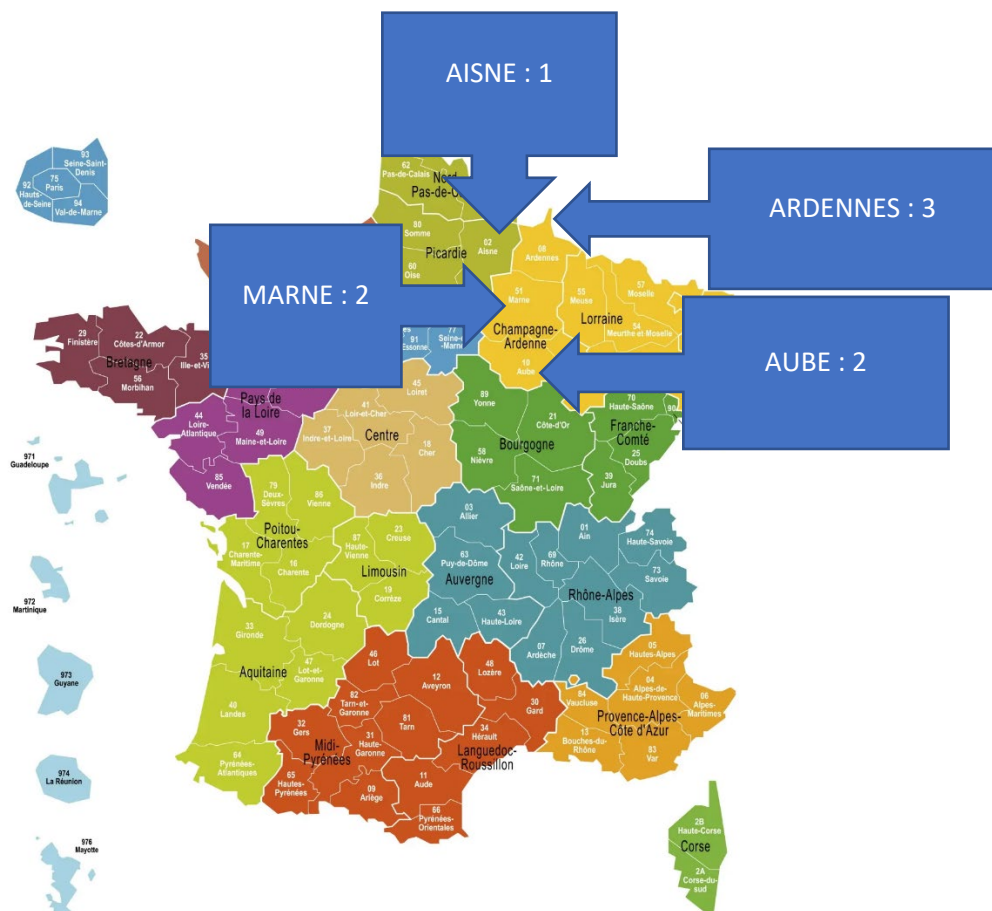 AISNE : 1
ARDENNES : 3
MARNE : 2
AUBE : 2
93
Seine-Saint-
Denis
75
Paris
92
Hauts-
de-Seine
94
Val-de-Marne
62
Pas-de-Calais
Nord
Pas-de-
80
Somme
02
Aisne
Picardie
60
Oise
08
Ardennes
51
Marne
55
Meuse
57
Moselle
Lorraine
54
Meurthe et Moselle
Champagne-
Ardenne
10
Aube
77
Seine-et
-Marne
91
Essonne
29
Finistère
22
Côtes-d'Armor
Bretagne
56
Morbihan
35
Ille-et-Vi
Pays de
la Loire
44
Loire-
Atlantique
49
Maine-et-Loire
85
Vendée
45
Loiret
41
Loir-et-Cher
37
Indre-et-Loire
Centre
18
Cher
36
Indre
89
Yonne
21
Côte-d'Or
Bourgogne
58
Nièvre
71
Saône-et-Loire
70
Haute-Saône
90
Franche-
Comté
25
Doubs
39
Jura
971
Guadeloupe
79
Deux-
Sèvres
86
Vienne
Poitou-
Charentes
17
Charente-
Maritime
16
Charente
87
Haute-
Vienne
23
Creuse
Limousin
19
Corrèze
03
Allier
63
Puy-de-Dôme
Auvergne
15
Cantal
43
Haute-Loire
42
Loire
69
Rhône
01
Ain
74
Haute-Savoie
73
Savoie
Rhône-Alpes
38
Isère
07
Ardèche
26
Drôme
972
Martinique
33
Gironde
24
Dordogne
47
Lot-et-
Garonne
Aquitaine
40
Landes
64
Pyrénées-
Atlantiques
973
Guyane
46
Lot
12
Aveyron
82
Tarn-et-
Garonne
81
Tarn
32
Gers
31
Haute-
Garonne
Midi-
Pyrénées
65
Hautes-
Pyrénées
09
Ariège
48
Lozère
30
Gard
34
Hérault
Languedoc-
Roussillon
11
Aude
66
Pyrénées-
Orientales
05
Hautes-Alpes
04
Alpes-de-
Haute-Provence
06
Alpes-
Maritimes
84
Vaucluse
Provence-Alpes-
Côte d'Azur
13
Bouches-du-
Rhône
83
Var
974
La Réunion
976
Mayotte
2B
Haute-Corse
Corse
2A
Corse-du-
sud